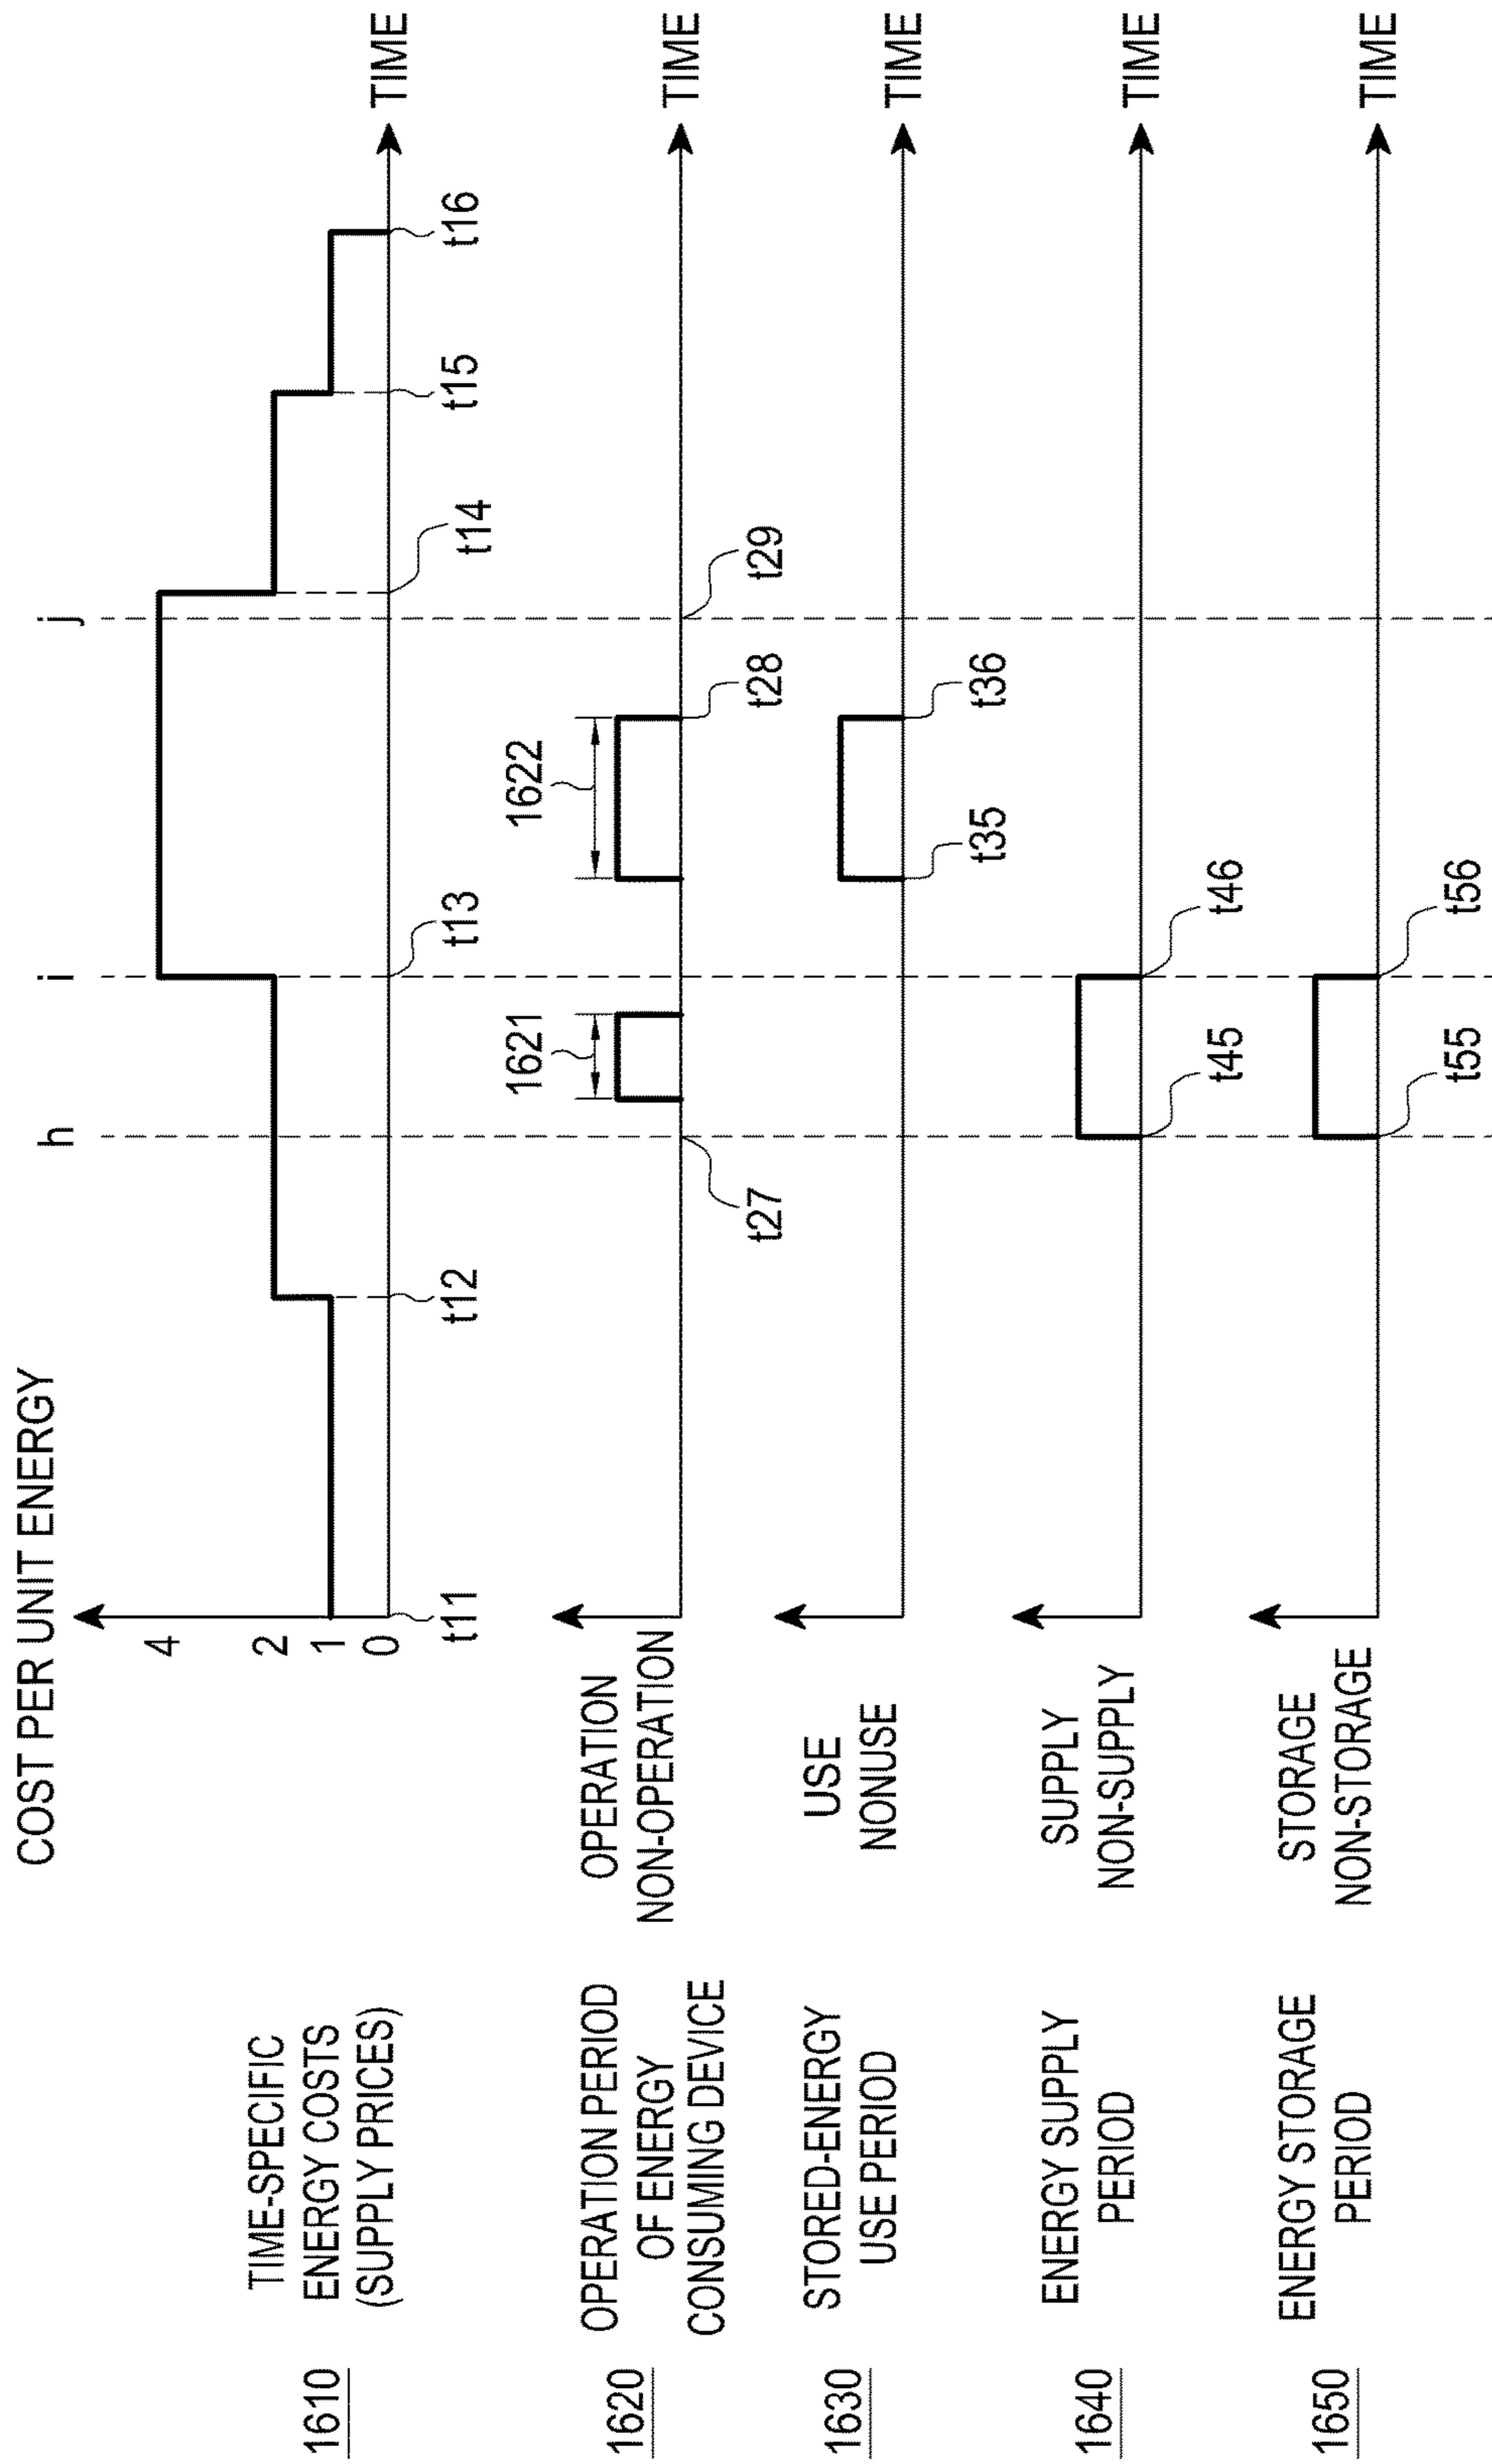 COST PER UNIT ENERGY
h
i
j
4
2
1
0
TIME
t11
t12
t13
t14
t15
t16
1610
TIME-SPECIFIC
ENERGY COSTS
(SUPPLY PRICES)
1620
OPERATION PERIOD
OF ENERGY
CONSUMING DEVICE
OPERATION
NON-OPERATION
1621
1622
TIME
t27
t28
t29
1630
STORED-ENERGY
USE PERIOD
USE
NONUSE
TIME
t35
t36
1640
ENERGY SUPPLY
PERIOD
SUPPLY
NON-SUPPLY
TIME
t45
t46
1650
ENERGY STORAGE
PERIOD
STORAGE
NON-STORAGE
TIME
t55
t56